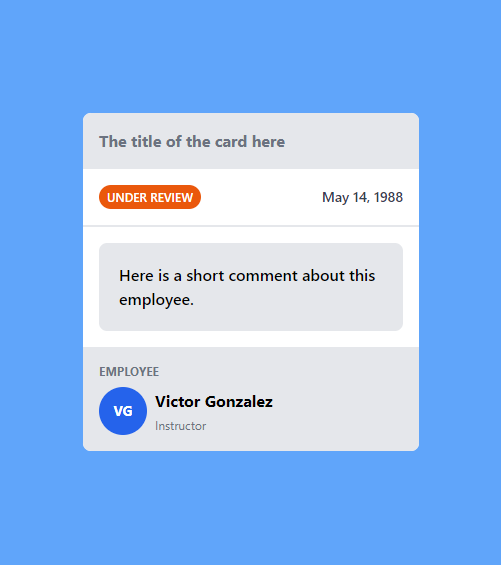 The title of the card here
UNDER REVIEW
May 14, 1988
Here is a short comment about this
employee.
EMPLOYEE
VG
Victor Gonzalez
Instructor